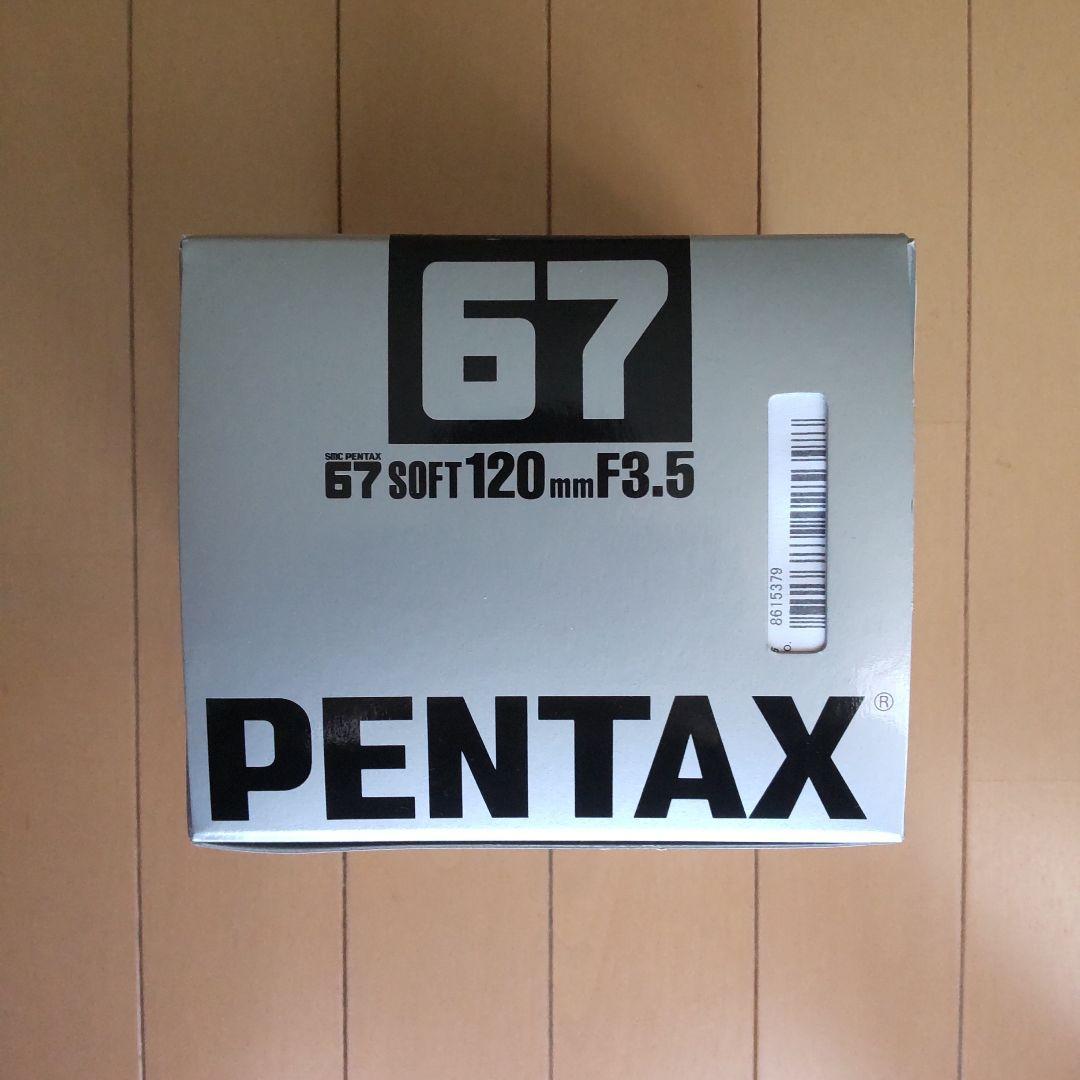 67
SMC PENTAX
67 SOFT 120mm F3.5
8615379
PENTAX®